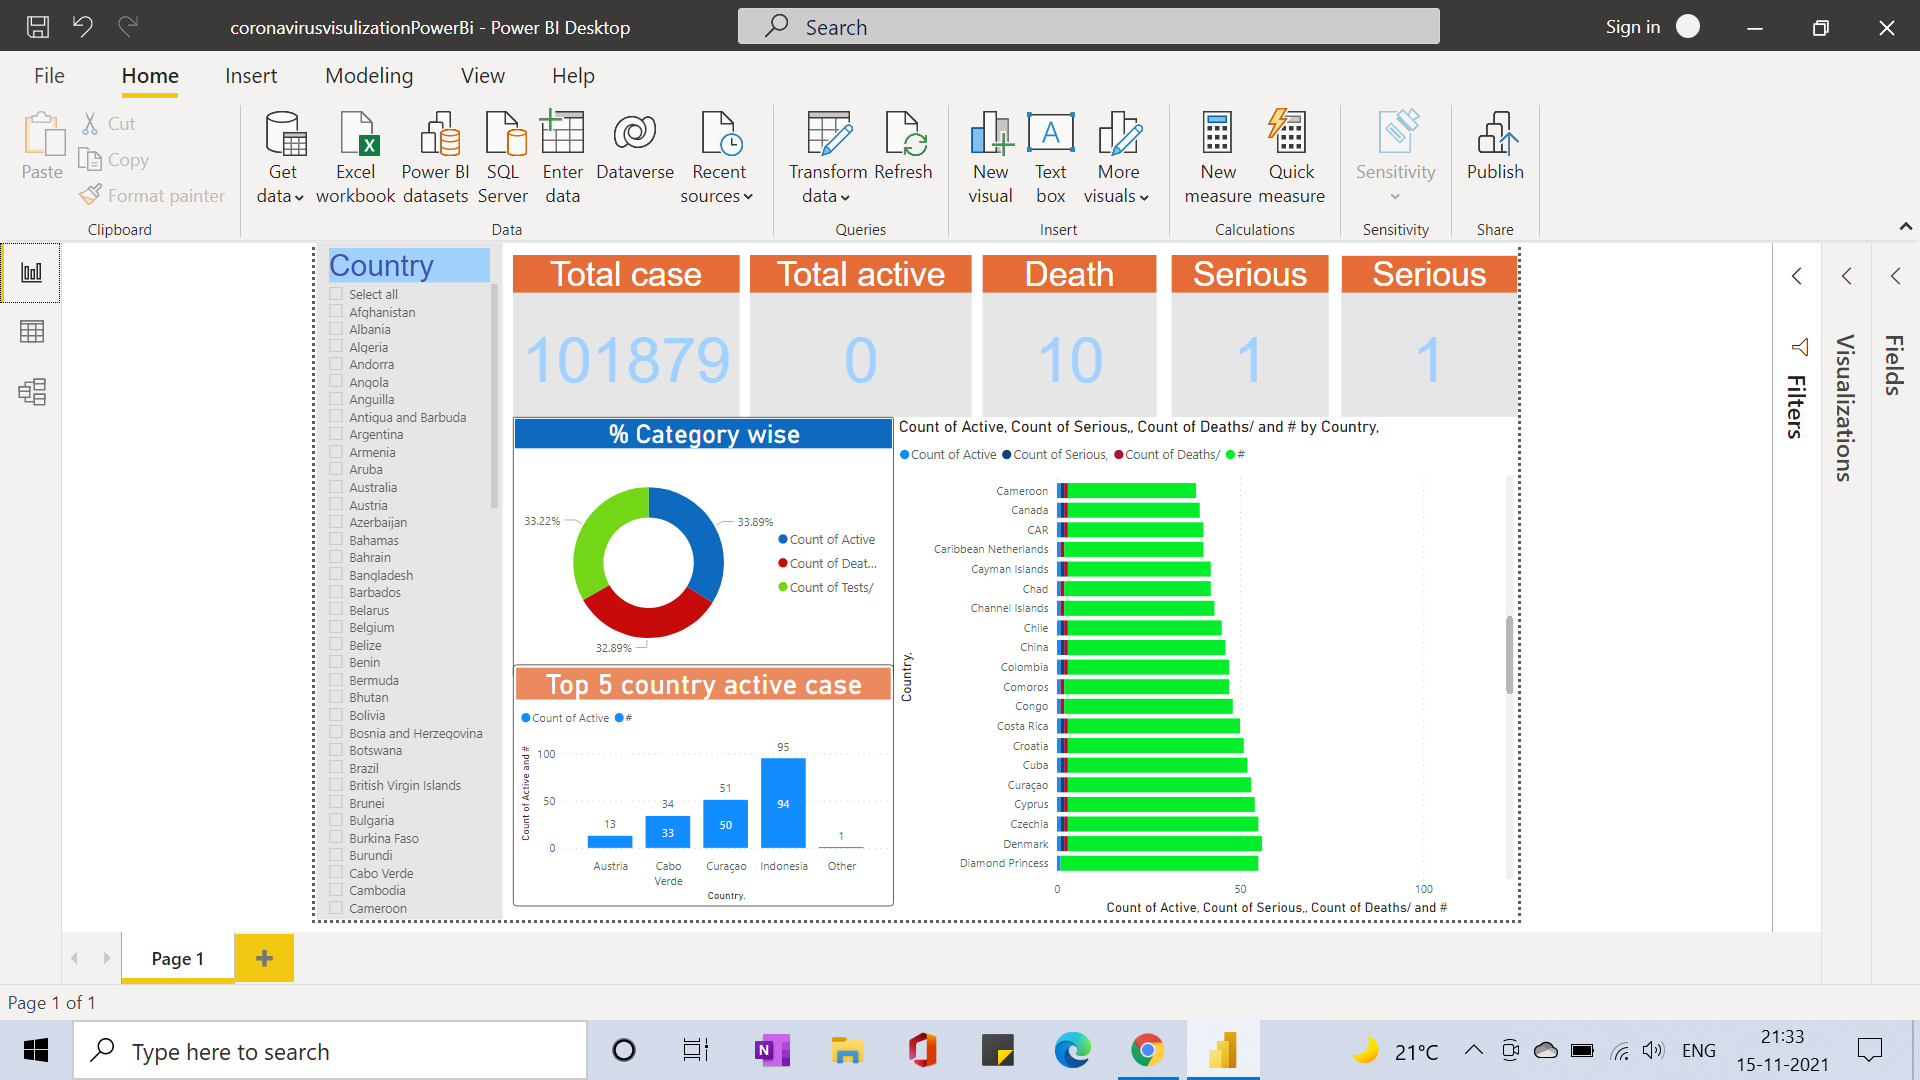 coronavirusvisulizationPowerBi - Power BI Desktop
Search
Sign in
File
Home
Insert
Modeling
View
Help
Paste
Cut
Copy
Format painter
Clipboard
Get data
Excel workbook
Power BI datasets
SQL Server
Enter data
Dataverse
Recent sources
Data
Transform data
Refresh
Queries
New visual
Text box
More visuals
Insert
New measure
Quick measure
Calculations
Sensitivity
Sensitivity
Publish
Share
Country
Select all
Afghanistan
Albania
Algeria
Andorra
Angola
Anguilla
Antigua and Barbuda
Argentina
Armenia
Aruba
Australia
Austria
Azerbaijan
Bahamas
Bahrain
Bangladesh
Barbados
Belarus
Belgium
Belize
Benin
Bermuda
Bhutan
Bolivia
Bosnia and Herzegovina
Botswana
Brazil
British Virgin Islands
Brunei
Bulgaria
Burkina Faso
Burundi
Cabo Verde
Cambodia
Cameroon
Total case
101879
Total active
0
Death
10
Serious
1
Serious
1
% Category wise
33.22%
33.89%
32.89%
Count of Active
Count of Deat...
Count of Tests/
Top 5 country active case
Count of Active
#
Count of Active and #
100
50
0
13
34
33
51
50
95
94
1
Austria
Cabo Verde
Curaçao
Indonesia
Other
Country,
Count of Active, Count of Serious,, Count of Deaths/ and # by Country,
Count of Active
Count of Serious,
Count of Deaths/
#
Country,
Cameroon
Canada
CAR
Caribbean Netherlands
Cayman Islands
Chad
Channel Islands
Chile
China
Colombia
Comoros
Congo
Costa Rica
Croatia
Cuba
Curaçao
Cyprus
Czechia
Denmark
Diamond Princess
0
50
100
Count of Active, Count of Serious,, Count of Deaths/ and #
Filters
Visualizations
Fields
Page 1
Page 1 of 1
Type here to search
N
21°C
ENG
21:33
15-11-2021